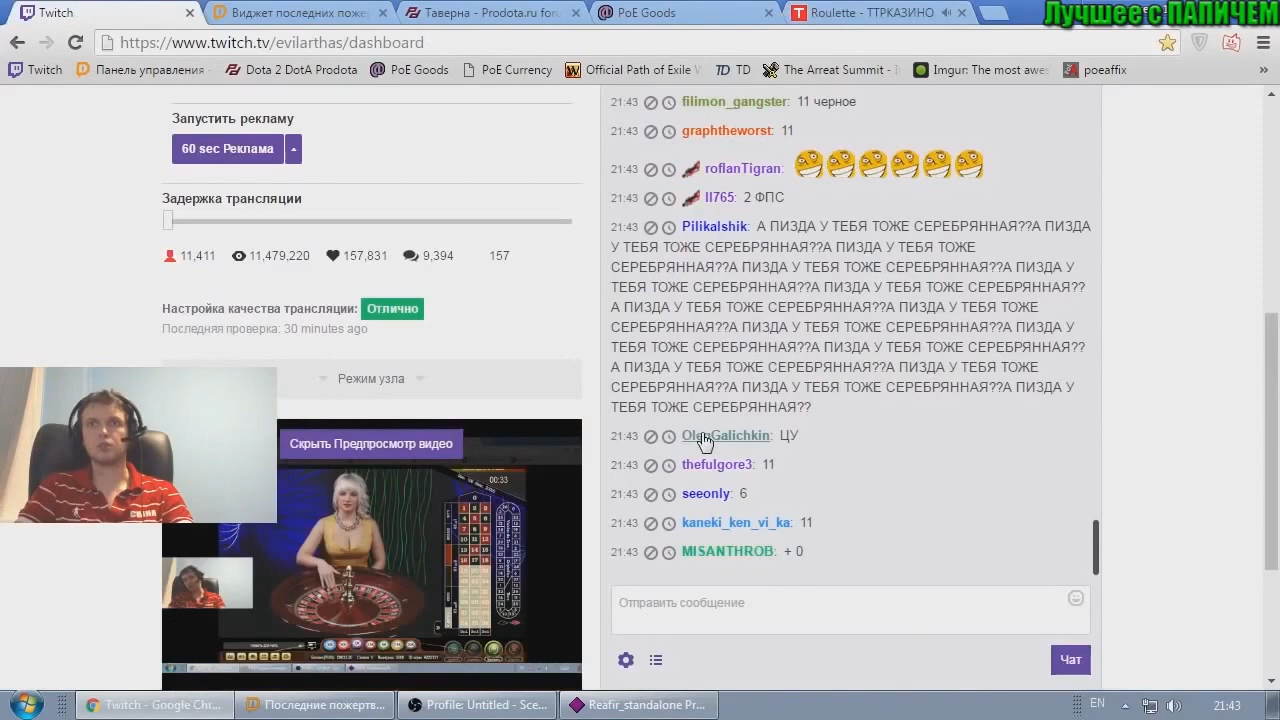 Twitch
Виджет последних поже
Таверна - Prodota.ru foru
PoE Goods
Roulette - ТТРКАЗИНО
Лучшее с ПАПИЧЕМ
https://www.twitch.tv/evilarthas/dashboard
Twitch
Панель управления
Dota 2 DotA Prodota
PoE Goods
PoE Currency
Official Path of Exile
TD
The Arreat Summit -
Imgur: The most awes
poeaffix
Запустить рекламу
60 sec Реклама
Задержка трансляции
11,411 11,479,220 157,831 9,394 157
Настройка качества трансляции: Отлично
Последняя проверка: 30 minutes ago
Режим узла
Скрыть Предпросмотр видео
00:33
CHINA
21:43 filimon_gangster: 11 черное
21:43 graphtheworst: 11
21:43 roflanTigran:
21:43 ll765: 2 ФПС
21:43 Pilikalshik: А ПИЗДА У ТЕБЯ ТОЖЕ СЕРЕБРЯННАЯ??А ПИЗДА
У ТЕБЯ ТОЖЕ СЕРЕБРЯННАЯ??А ПИЗДА У ТЕБЯ ТОЖЕ
СЕРЕБРЯННАЯ??А ПИЗДА У ТЕБЯ ТОЖЕ СЕРЕБРЯННАЯ??А ПИЗДА У
ТЕБЯ ТОЖЕ СЕРЕБРЯННАЯ??А ПИЗДА У ТЕБЯ ТОЖЕ СЕРЕБРЯННАЯ??
А ПИЗДА У ТЕБЯ ТОЖЕ СЕРЕБРЯННАЯ??А ПИЗДА У ТЕБЯ ТОЖЕ
СЕРЕБРЯННАЯ??А ПИЗДА У ТЕБЯ ТОЖЕ СЕРЕБРЯННАЯ??А ПИЗДА У
ТЕБЯ ТОЖЕ СЕРЕБРЯННАЯ??А ПИЗДА У ТЕБЯ ТОЖЕ СЕРЕБРЯННАЯ??
А ПИЗДА У ТЕБЯ ТОЖЕ СЕРЕБРЯННАЯ??А ПИЗДА У ТЕБЯ ТОЖЕ
СЕРЕБРЯННАЯ??А ПИЗДА У ТЕБЯ ТОЖЕ СЕРЕБРЯННАЯ??А ПИЗДА У
ТЕБЯ ТОЖЕ СЕРЕБРЯННАЯ??
21:43 OlegGalichkin: ЦУ
21:43 thefulgore3: 11
21:43 seeonly: 6
21:43 kaneki_ken_vi_ka: 11
21:43 MISANTHROB: + 0
Отправить сообщение
Чат
Twitch - Google Chr...
Последние пожертв...
Profile: Untitled - Sce...
Reafir_standalone Pr...
EN
21:43